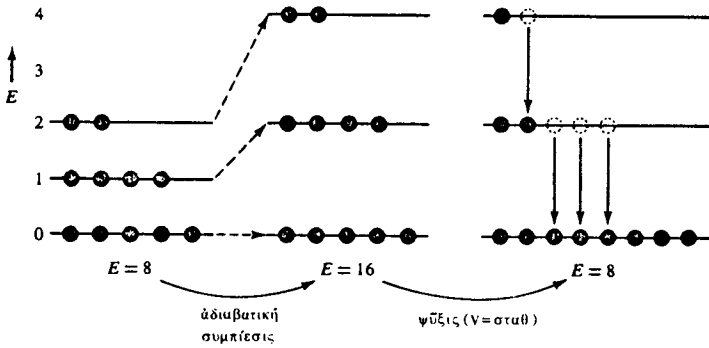 4
3
E
2
1
0
E = 8
E = 16
E = 8
ἀδιαβατική
συμπίεσις
ψῦξις (V = σταθ)